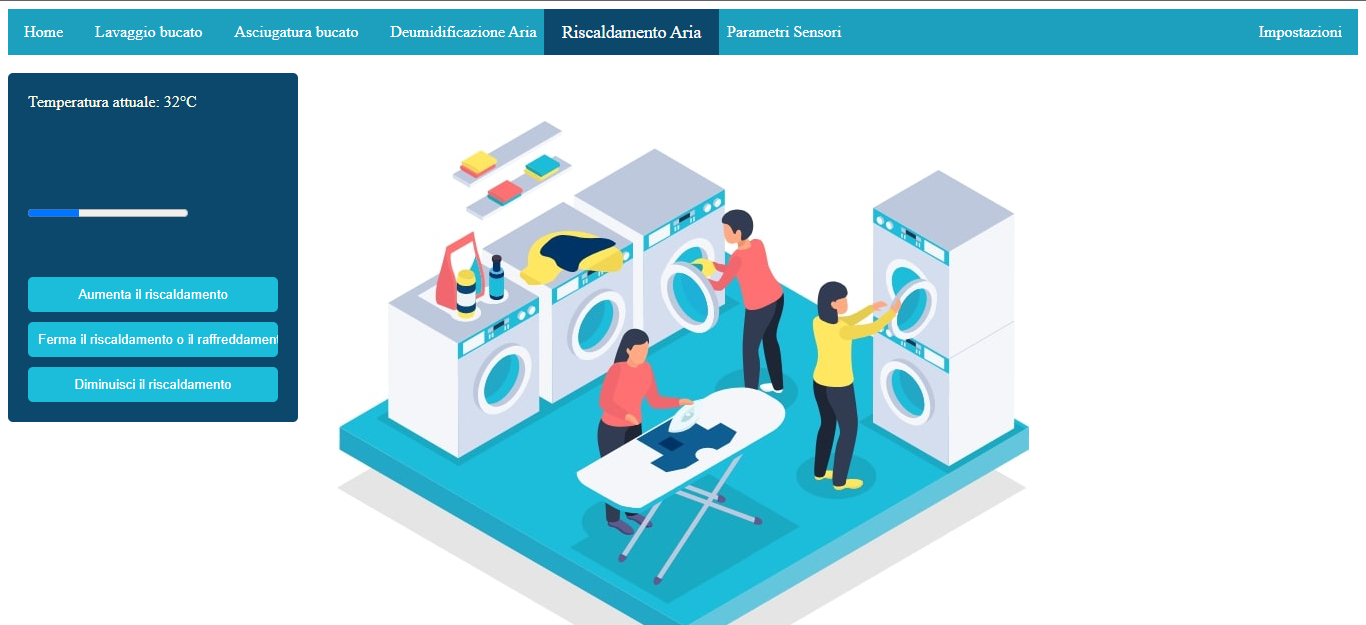 Home Lavaggio bucato Asciugatura bucato Deumidificazione Aria Riscaldamento Aria Parametri Sensori Impostazioni
Temperatura attuale: 32°C
Aumenta il riscaldamento
Ferma il riscaldamento o il raffreddament
Diminuisci il riscaldamento